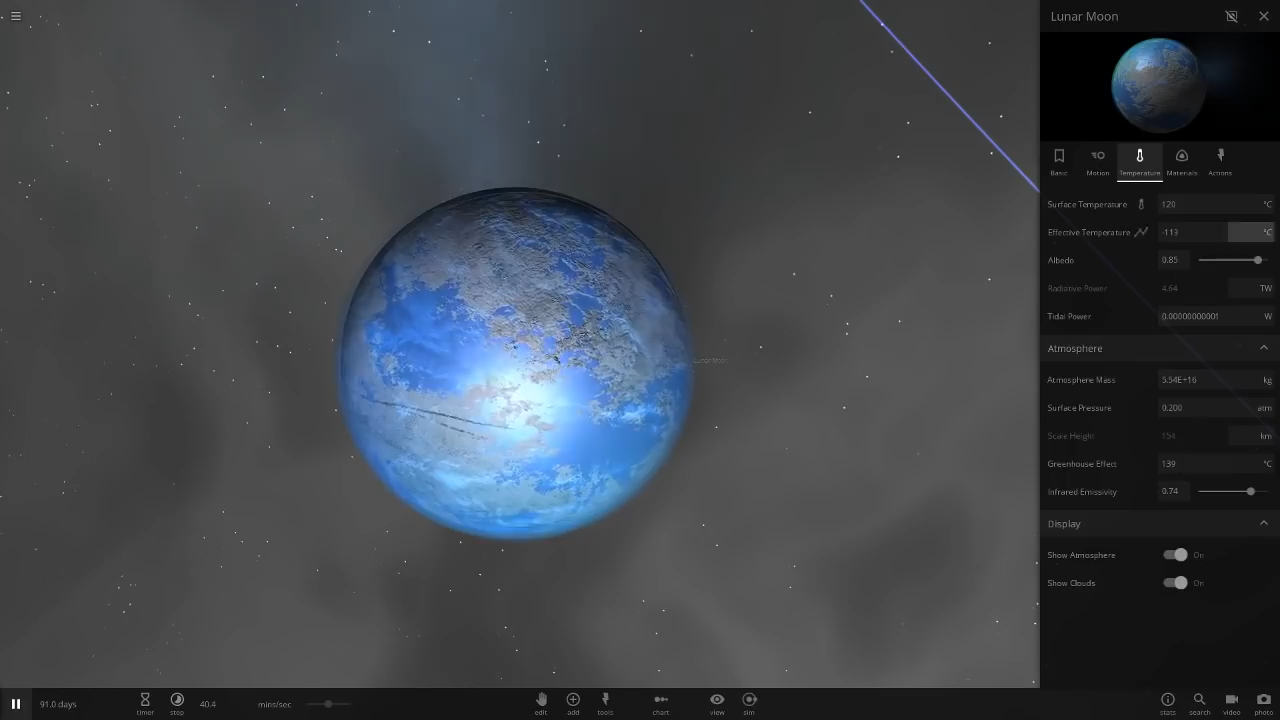 Lunar Moon
Basic Motion Temperature Materials Actions
Surface Temperature 120 °C
Effective Temperature -113 °C
Albedo 0.85
Radiative Power 4.64 TW
Tidal Power 0.00000000001 W
Atmosphere
Atmosphere Mass 5.54E+16 kg
Surface Pressure 0.200 atm
Scale Height 154 km
Greenhouse Effect 139 °C
Infrared Emissivity 0.74
Display
Show Atmosphere On
Show Clouds On
Lunar Moon
91.0 days timer step 40.4 mins/sec edit add tools chart view sim stats search video photo